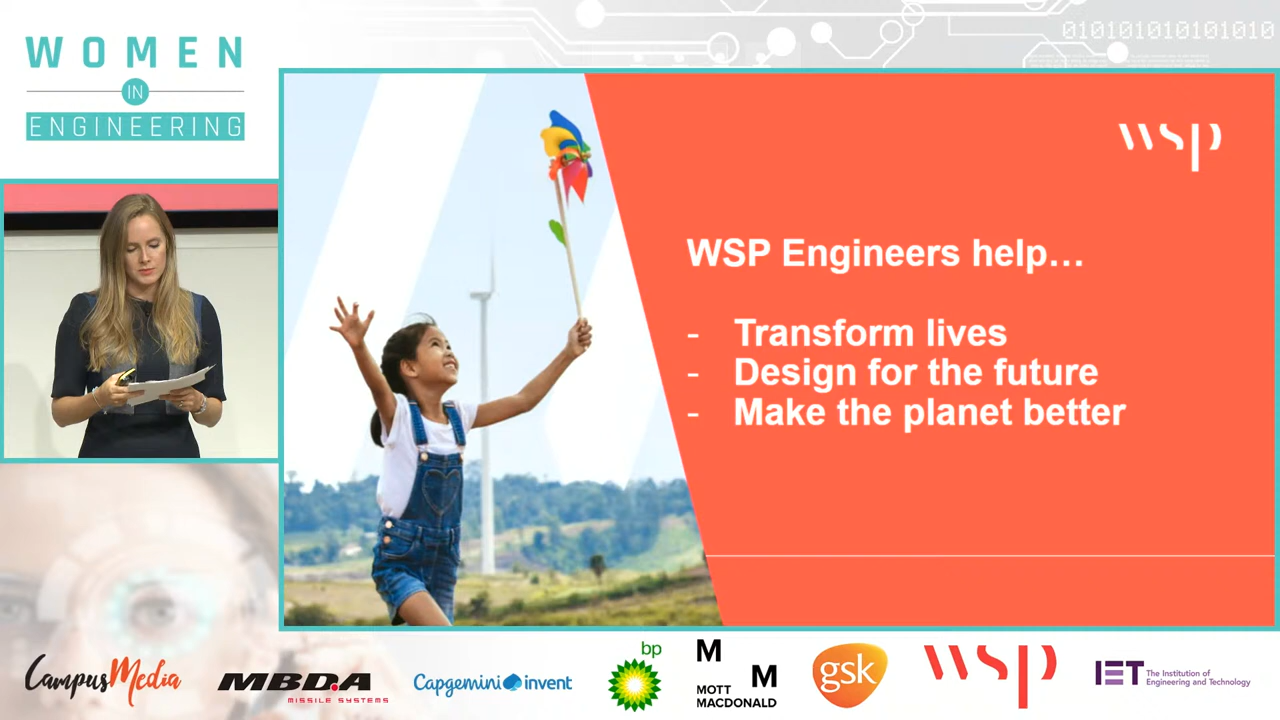 WOMEN
IN
ENGINEERING
010101010101010
wsp
WSP Engineers help…
- Transform lives
- Design for the future
- Make the planet better
CAMPUS MEDIA
MBDA
MISSILE SYSTEMS
Capgemini invent
bp
M
M
MOTT
MACDONALD
gsk
wsp
IET
The Institution of
Engineering and Technology